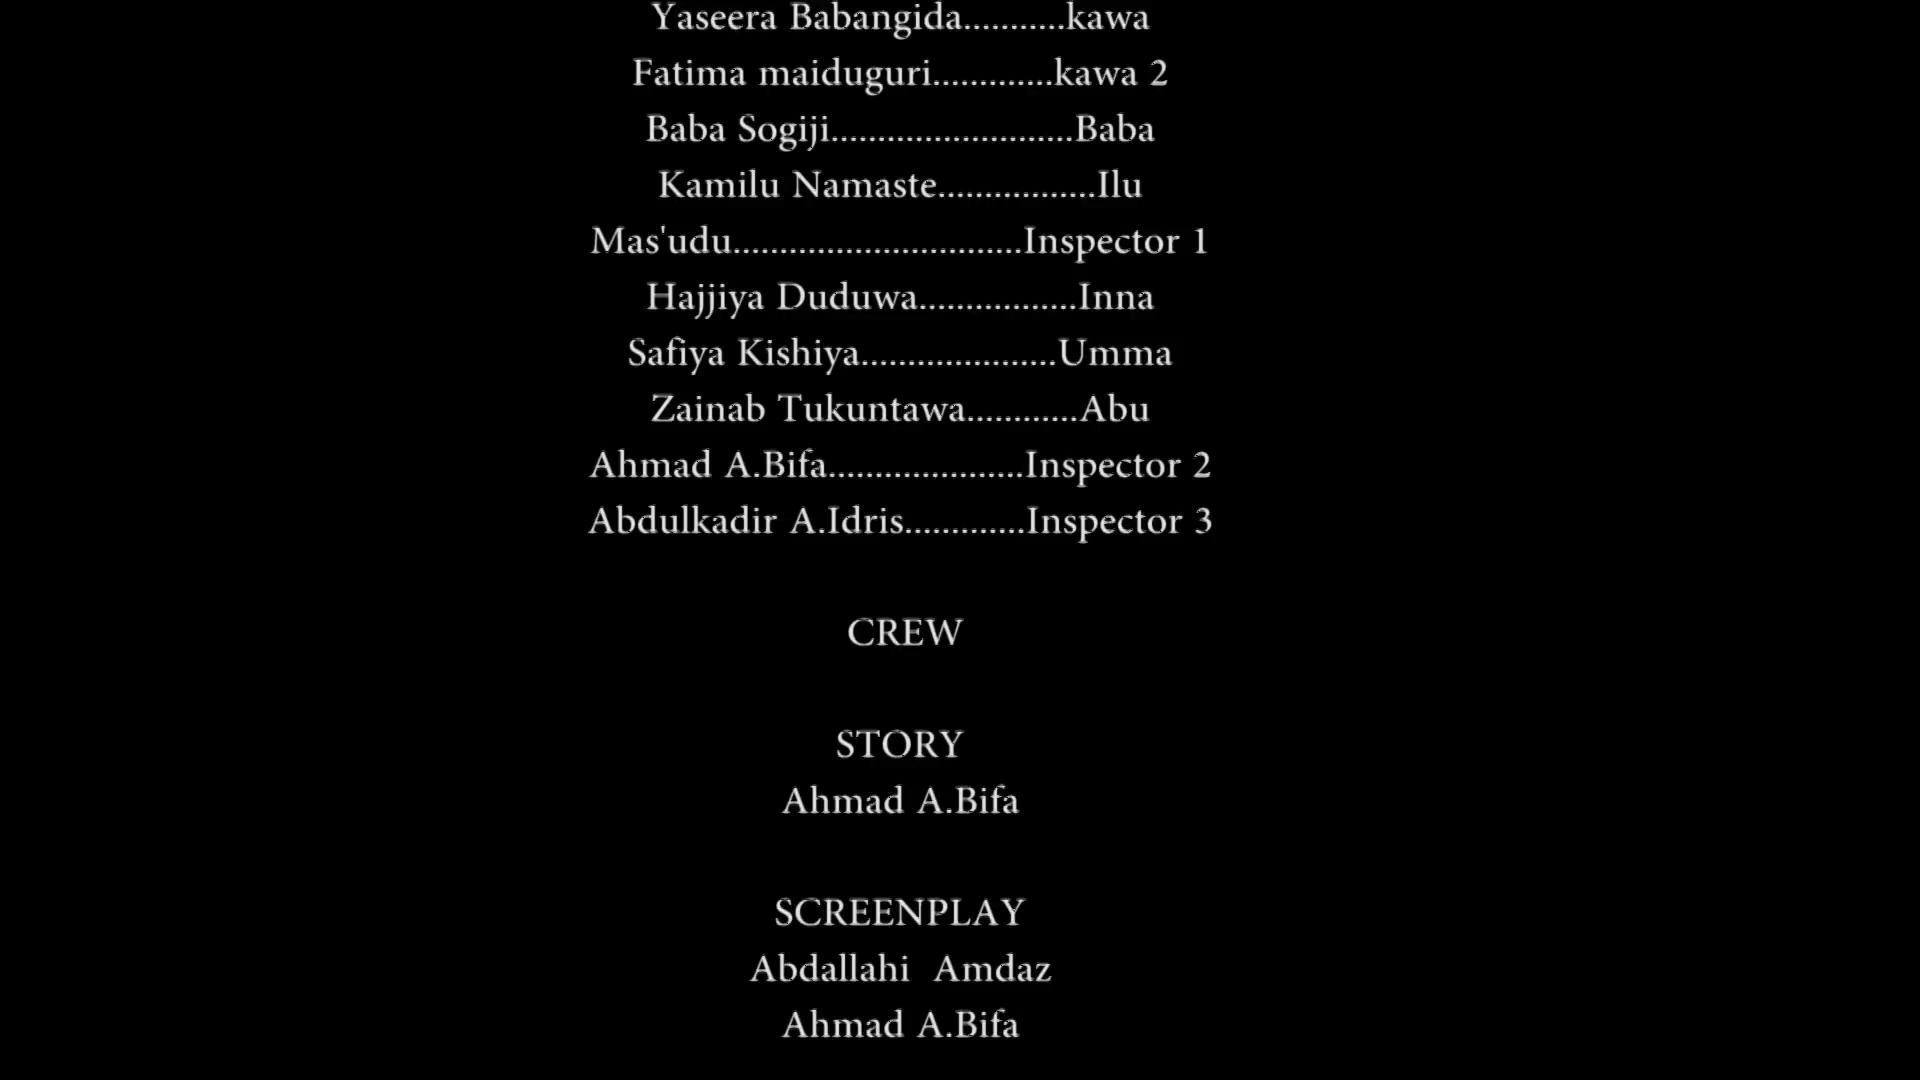 Yaseera Babangida...........kawa
Fatima maiduguri.............kawa 2
Baba Sogiji..........................Baba
Kamilu Namaste.................Ilu
Mas'udu...............................Inspector 1
Hajjiya Duduwa.................Inna
Safiya Kishiya.....................Umma
Zainab Tukuntawa............Abu
Ahmad A.Bifa.....................Inspector 2
Abdulkadir A.Idris.............Inspector 3
CREW
STORY
Ahmad A.Bifa
SCREENPLAY
Abdallahi  Amdaz
Ahmad A.Bifa